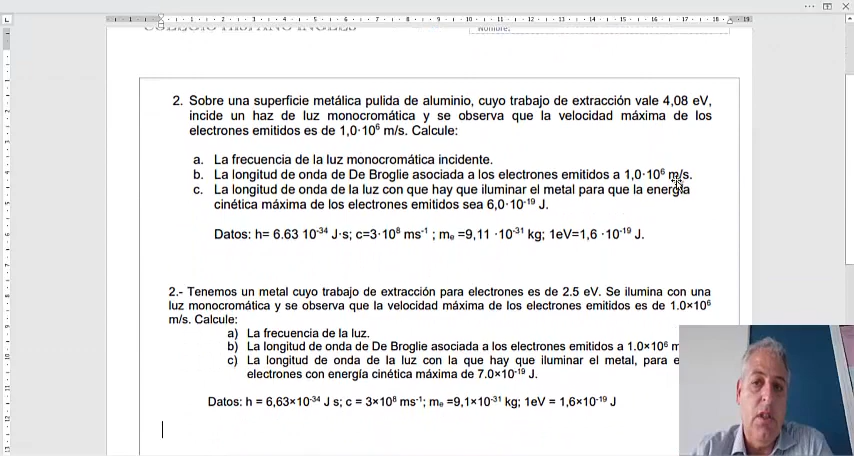 Nombre:
2. Sobre una superficie metálica pulida de aluminio, cuyo trabajo de extracción vale 4,08 eV,
incide un haz de luz monocromática y se observa que la velocidad máxima de los
electrones emitidos es de 1,0·10⁶ m/s. Calcule:
a. La frecuencia de la luz monocromática incidente.
b. La longitud de onda de De Broglie asociada a los electrones emitidos a 1,0·10⁶ m/s.
c. La longitud de onda de la luz con que hay que iluminar el metal para que la energía
cinética máxima de los electrones emitidos sea 6,0·10⁻¹⁹ J.
Datos: h= 6.63 10⁻³⁴ J·s; c=3·10⁸ ms⁻¹ ; mₑ =9,11 ·10⁻³¹ kg; 1eV=1,6 ·10⁻¹⁹ J.
2.- Tenemos un metal cuyo trabajo de extracción para electrones es de 2.5 eV. Se ilumina con una
luz monocromática y se observa que la velocidad máxima de los electrones emitidos es de 1.0×10⁶
m/s. Calcule:
a) La frecuencia de la luz.
b) La longitud de onda de De Broglie asociada a los electrones emitidos a 1.0×10⁶
c) La longitud de onda de la luz con la que hay que iluminar el metal, para
electrones con energía cinética máxima de 7.0×10⁻¹⁹ J.
Datos: h = 6,63×10⁻³⁴ J s; c = 3×10⁸ ms⁻¹; mₑ =9,1×10⁻³¹ kg; 1eV = 1,6×10⁻¹⁹ J